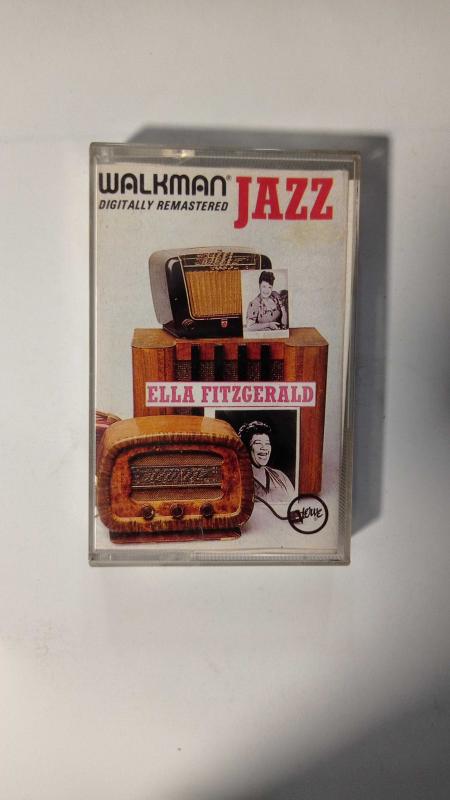 WALKMAN® JAZZ
DIGITALLY REMASTERED
ELLA FITZGERALD
Verve